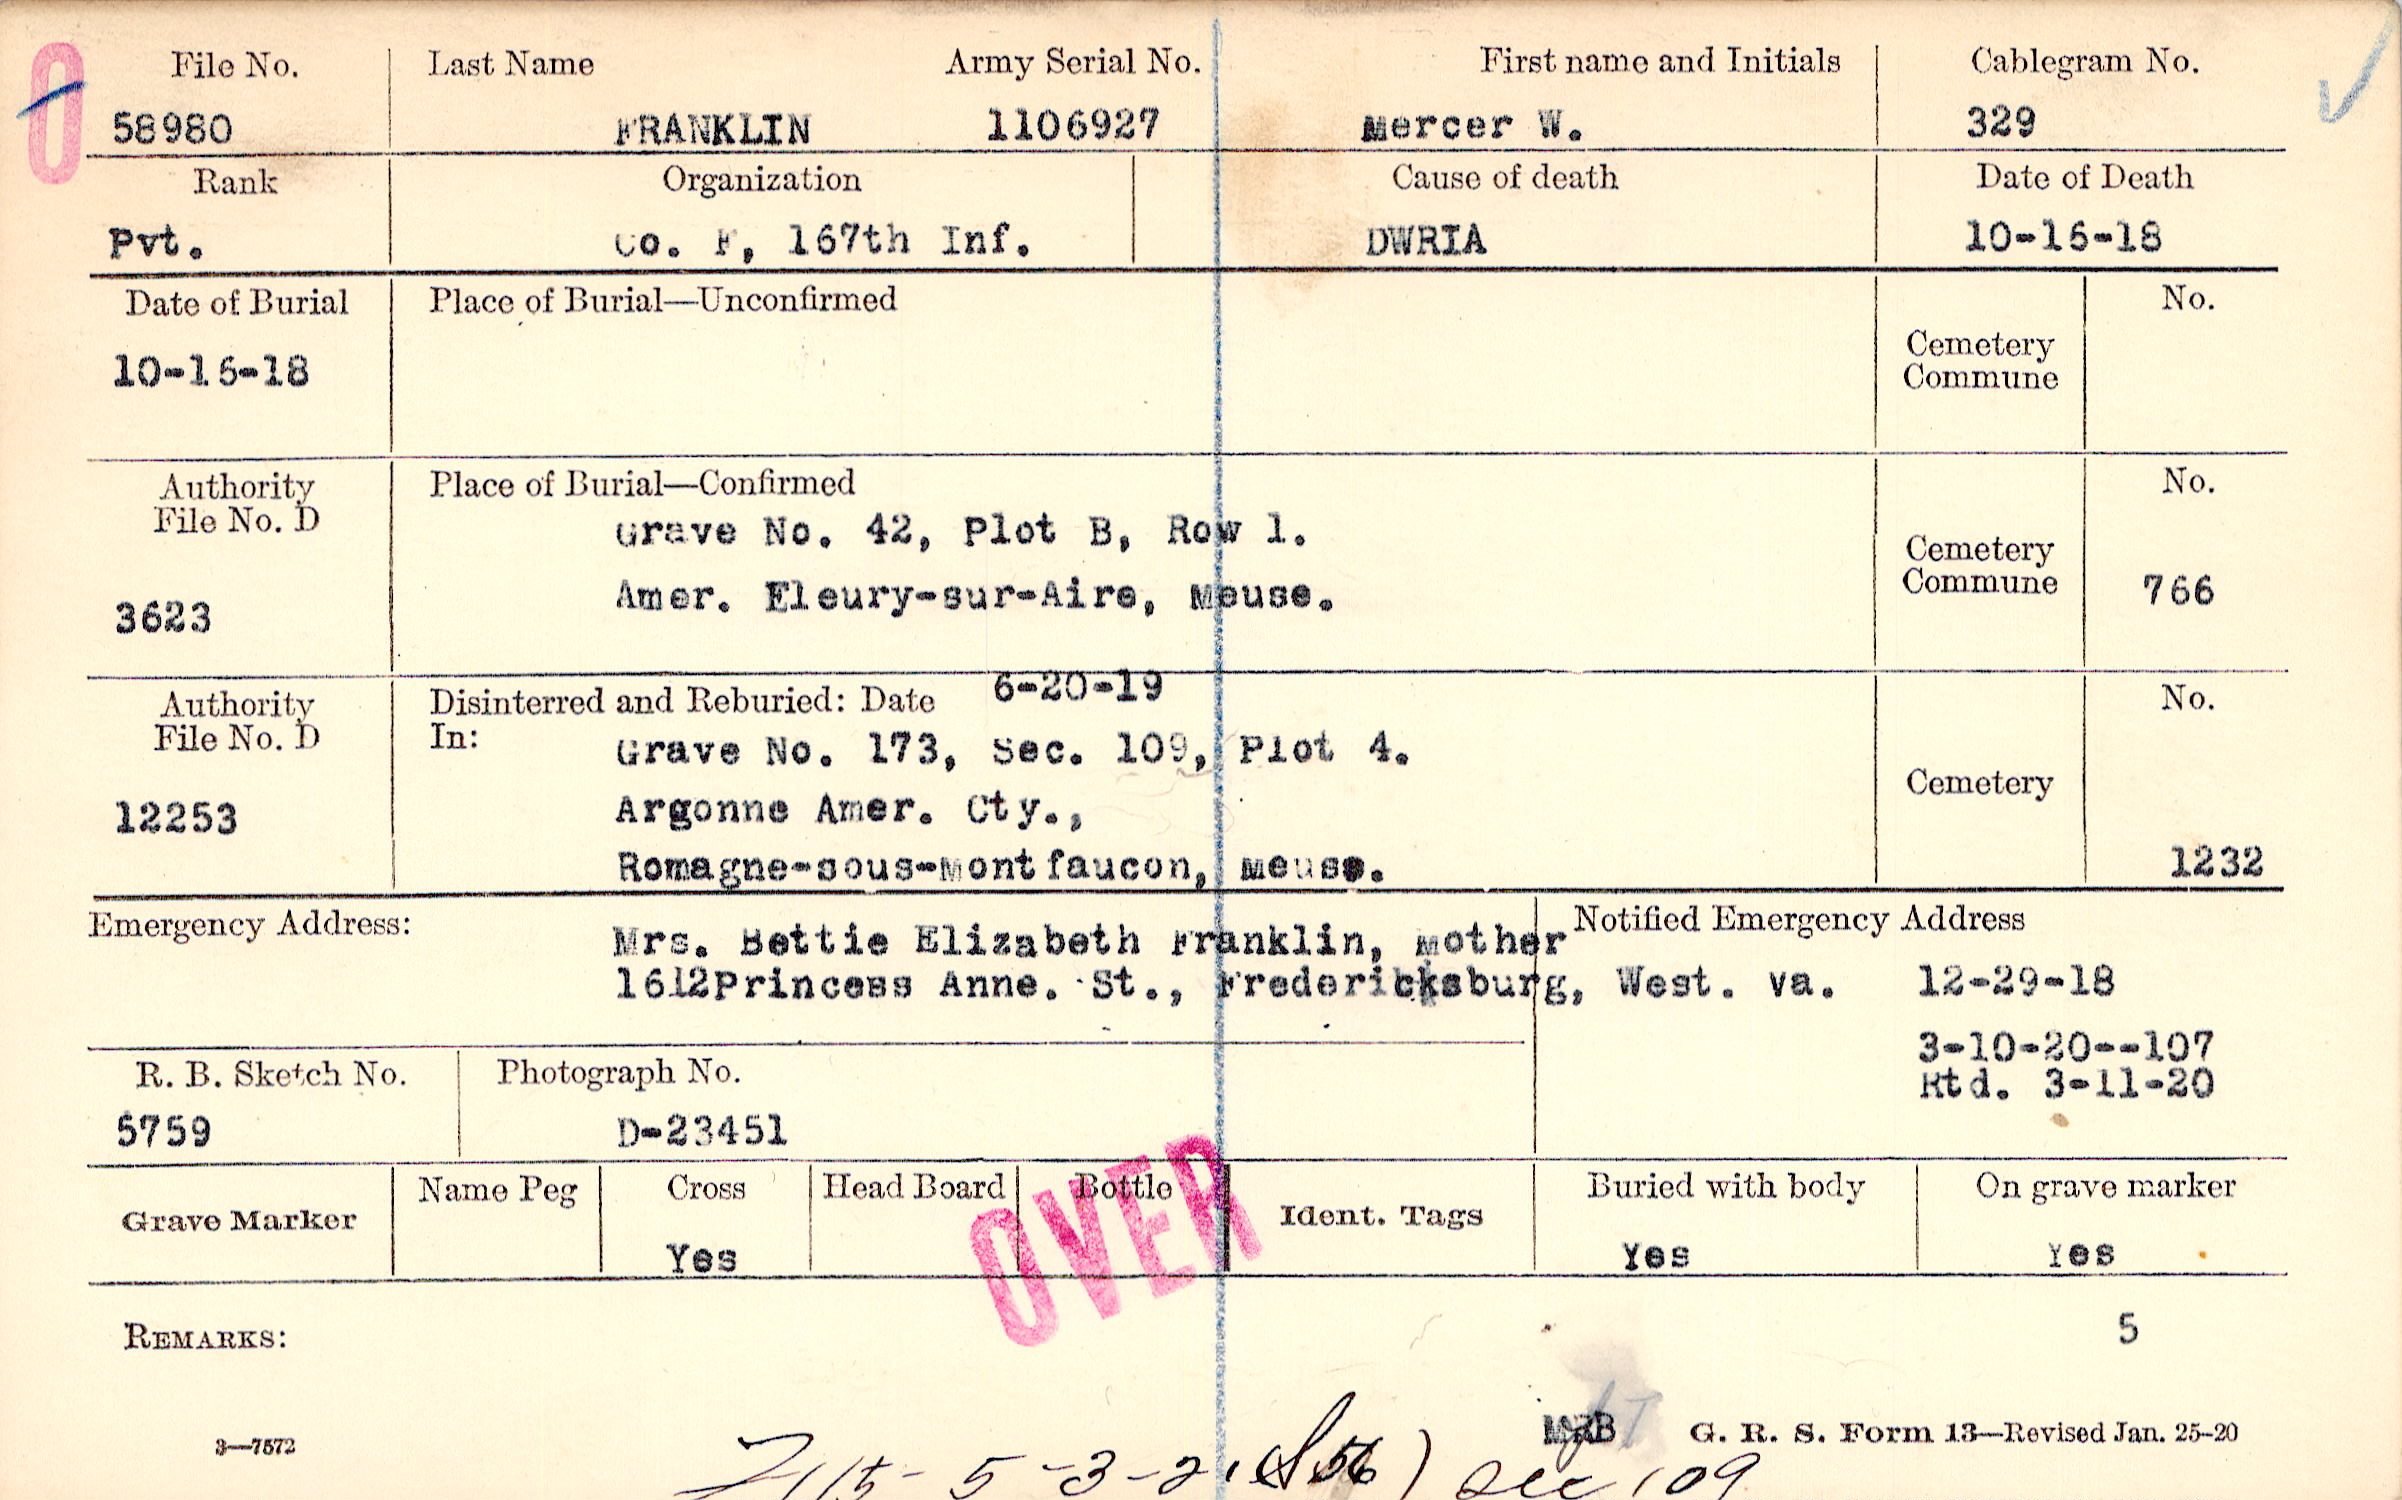 O
File No. Last Name Army Serial No. First name and Initials Cablegram No.
58980 FRANKLIN 1106927 Mercer W. 329
Rank Organization Cause of death Date of Death
Pvt. Co. F, 167th Inf. DWRIA 10-16-18
Date of Burial Place of Burial—Unconfirmed No.
10-16-18
Cemetery
Commune
Authority Place of Burial—Confirmed No.
File No. D
Grave No. 42, Plot B, Row 1.
Cemetery
Commune 766
Amer. Fleury-sur-Aire, Meuse.
3623
Authority Disinterred and Reburied: Date 6-20-19 No.
File No. D In: Grave No. 173, Sec. 109, Plot 4.
Cemetery
12253 Argonne Amer. Cty.,
Romagne-sous-Montfaucon, Meuse. 1232
Emergency Address: Mrs. Bettie Elizabeth Franklin, Mother Notified Emergency Address
1612Princess Anne. St., Fredericksburg, West. Va. 12-29-18
3-10-20--107
Rtd. 3-11-20
R. B. Sketch No. Photograph No.
5759 D-23451
Grave Marker Name Peg Cross Head Board Bottle Ident. Tags Buried with body On grave marker
Yes Yes Yes
OVER
5
REMARKS:
MRB G. R. S. Form 13—Revised Jan. 25-20
3—7572
5-3-2 56) Sec 109